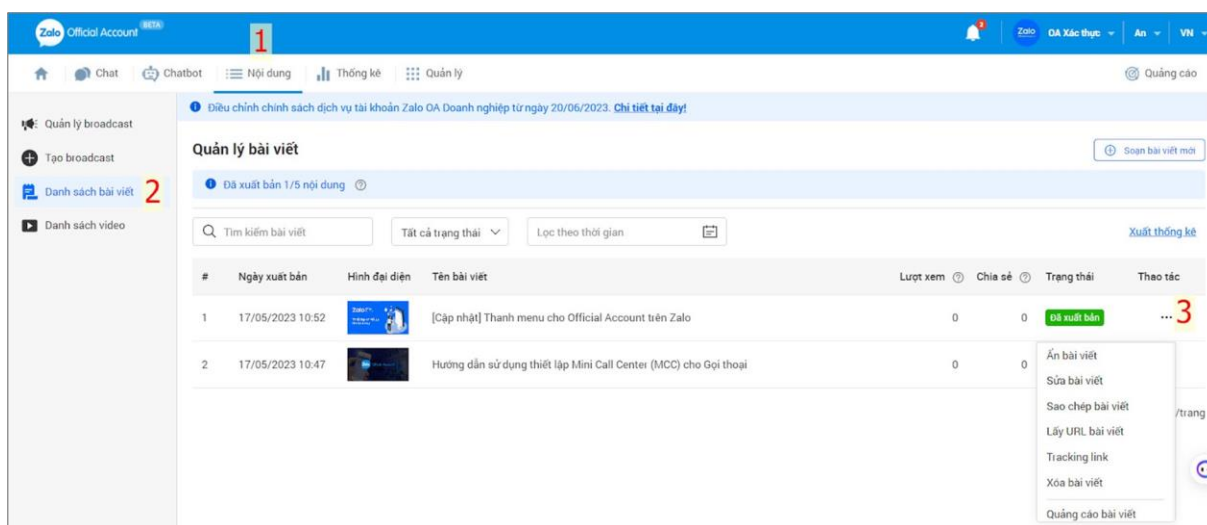 Zalo Official Account BETA
1
2 Zalo OA Xác thực An VN
Chat Chatbot Nội dung Thống kê Quản lý Quảng cáo
Điều chỉnh chính sách dịch vụ tài khoản Zalo OA Doanh nghiệp từ ngày 20/06/2023. Chi tiết tại đây!
Quản lý broadcast
Tạo broadcast
Danh sách bài viết 2
Danh sách video
Quản lý bài viết
Soạn bài viết mới
Đã xuất bản 1/5 nội dung
Tìm kiếm bài viết Tất cả trạng thái Lọc theo thời gian Xuất thống kê
# Ngày xuất bản Hình đại diện Tên bài viết Lượt xem Chia sẻ Trạng thái Thao tác
1 17/05/2023 10:52 [Cập nhật] Thanh menu cho Official Account trên Zalo 0 0 Đã xuất bản ... 3
2 17/05/2023 10:47 Hướng dẫn sử dụng thiết lập Mini Call Center (MCC) cho Gọi thoại 0 0
Ẩn bài viết
Sửa bài viết
Sao chép bài viết
/trang
Lấy URL bài viết
Tracking link
Xóa bài viết
Quảng cáo bài viết